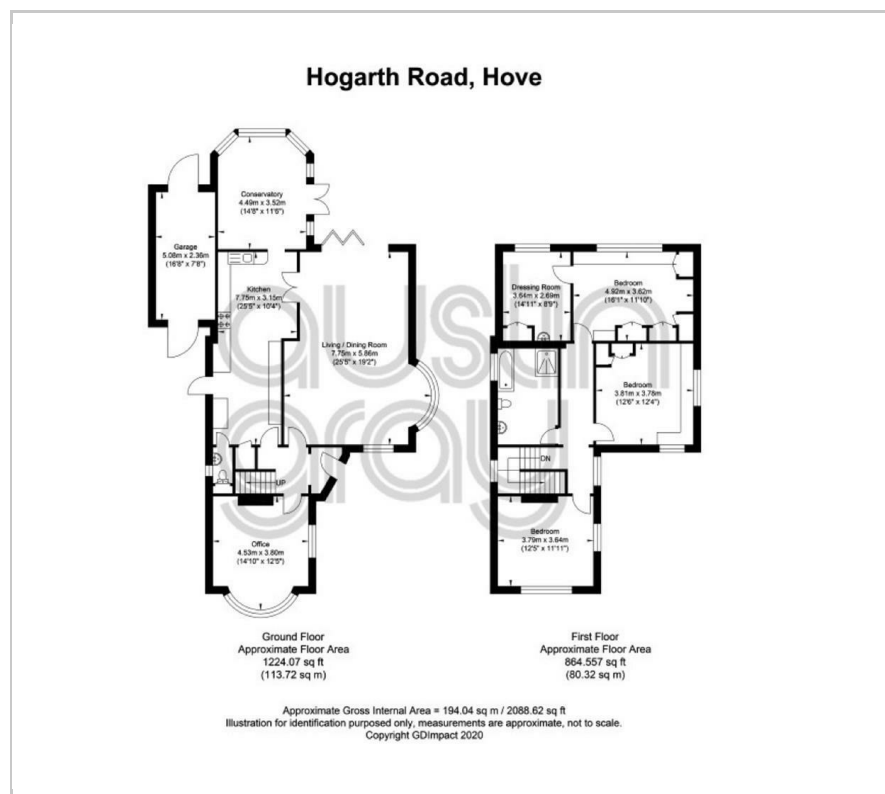 Hogarth Road, Hove
Conservatory
4.49m x 3.52m
(14'8" x 11'6")
Garage
5.08m x 2.36m
(16'8" x 7'8")
Kitchen
7.75m x 3.15m
(25'5" x 10'4")
Living / Dining Room
7.75m x 5.86m
(25'5" x 19'2")
UP
Office
4.53m x 3.80m
(14'10" x 12'5")
Dressing Room
3.64m x 2.69m
(14'11" x 8'9")
Bedroom
4.92m x 3.62m
(16'1" x 11'10")
Bedroom
3.81m x 3.78m
(12'6" x 12'4")
DN
Bedroom
3.79m x 3.64m
(12'5" x 11'11")
austin
gray
Ground Floor
Approximate Floor Area
1224.07 sq ft
(113.72 sq m)
First Floor
Approximate Floor Area
864.557 sq ft
(80.32 sq m)
Approximate Gross Internal Area = 194.04 sq m / 2088.62 sq ft
Illustration for identification purposed only, measurements are approximate, not to scale.
Copyright GDImpact 2020